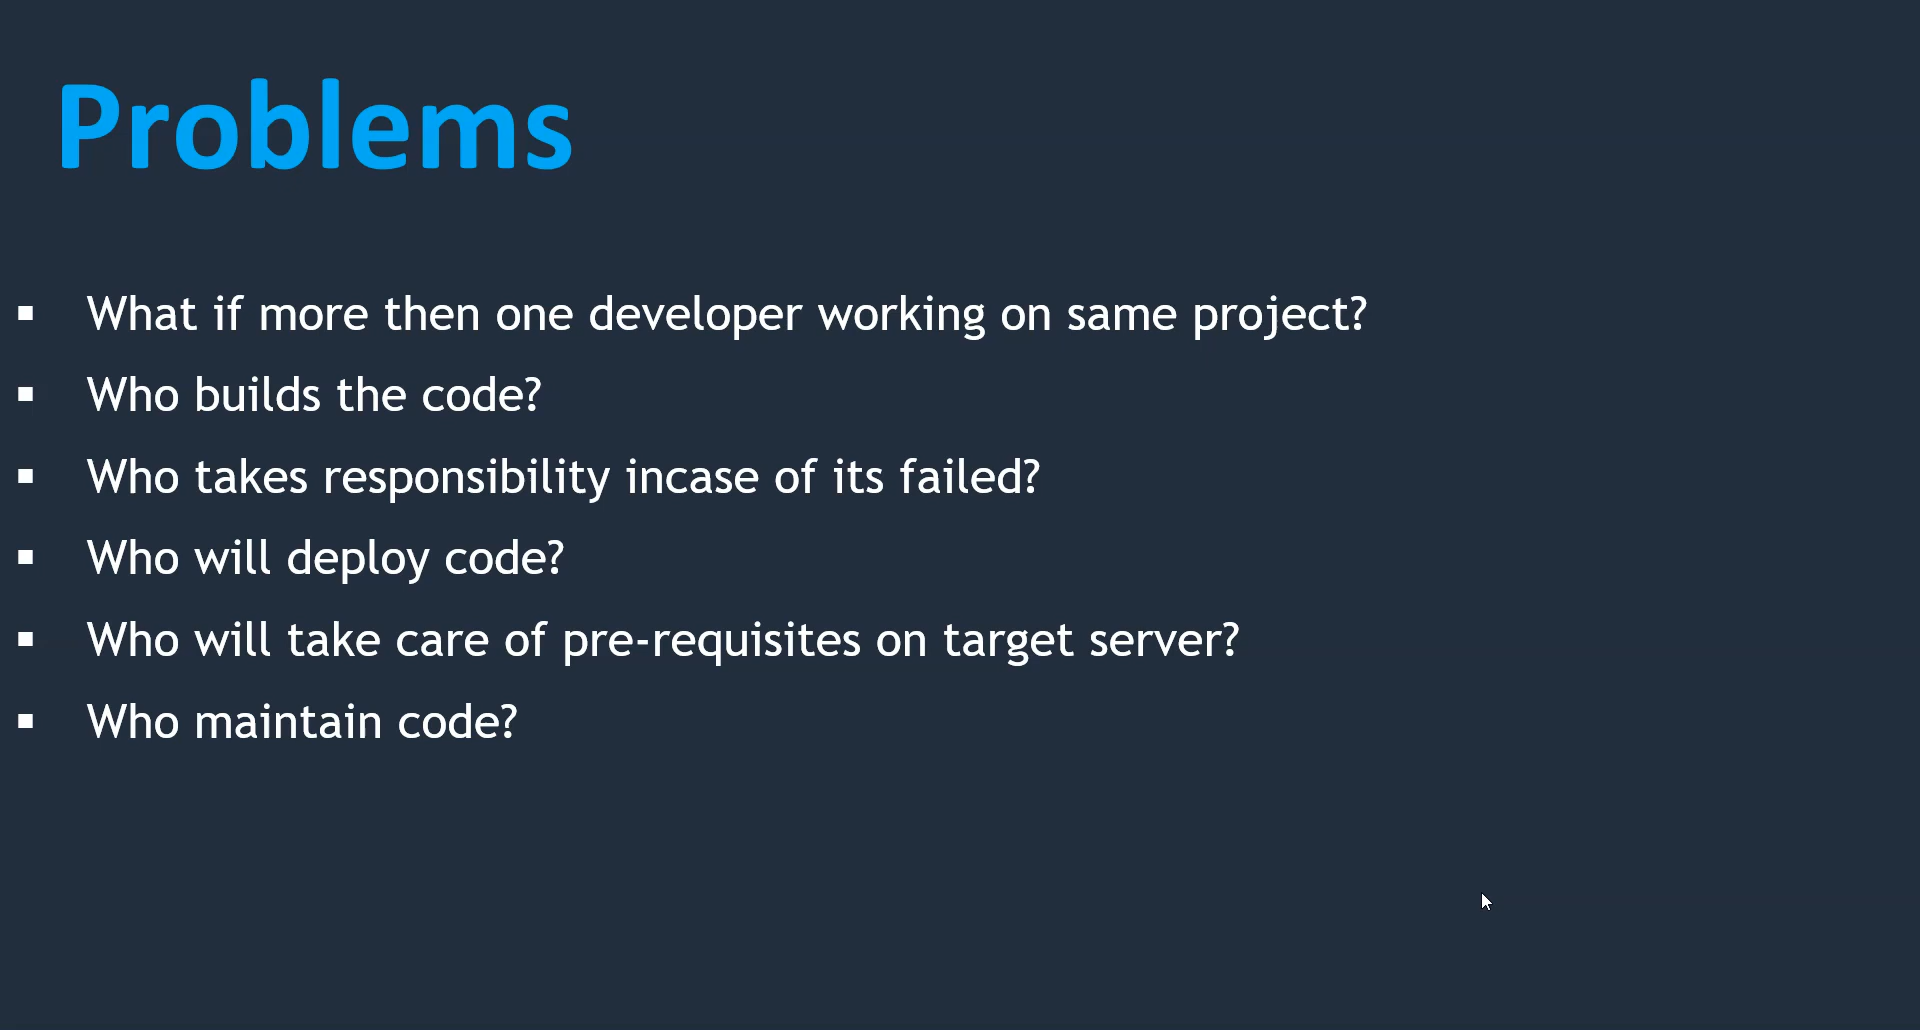 Problems
What if more then one developer working on same project?
Who builds the code?
Who takes responsibility incase of its failed?
Who will deploy code?
Who will take care of pre-requisites on target server?
Who maintain code?